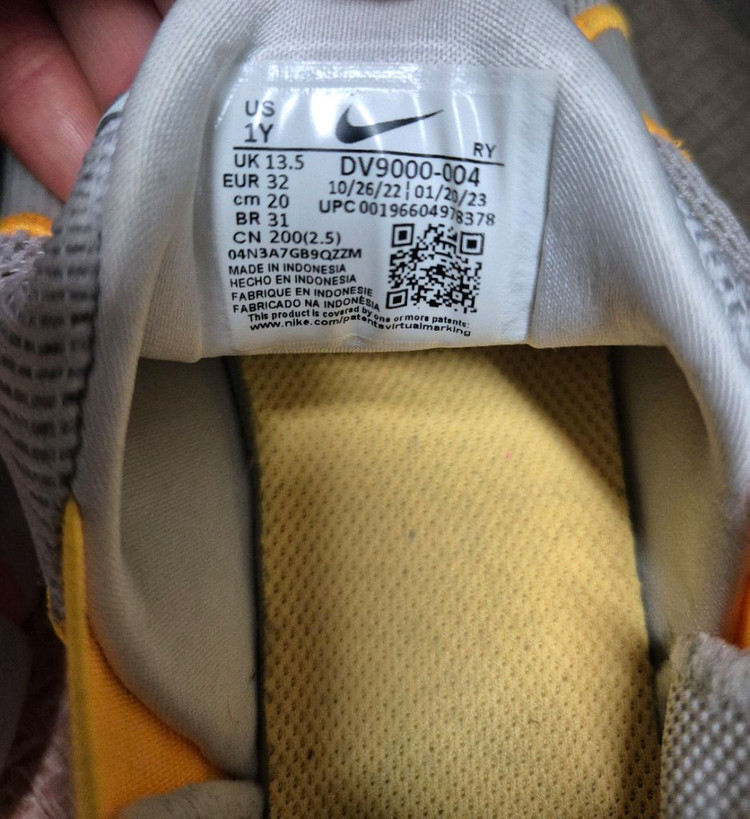 US
1Y
RY
UK 13.5
EUR 32
cm 20
BR 31
CN 200(2.5)
04N3A7GB9QZZM
DV9000-004
10/26/22 | 01/20/23
UPC 00196604978378
MADE IN INDONESIA
HECHO EN INDONESIA
FABRIQUE EN INDONESIE
FABRICADO NA INDONÉSIA
This product is covered by one or more patents:
www.nike.com/patentsvirtualmarking